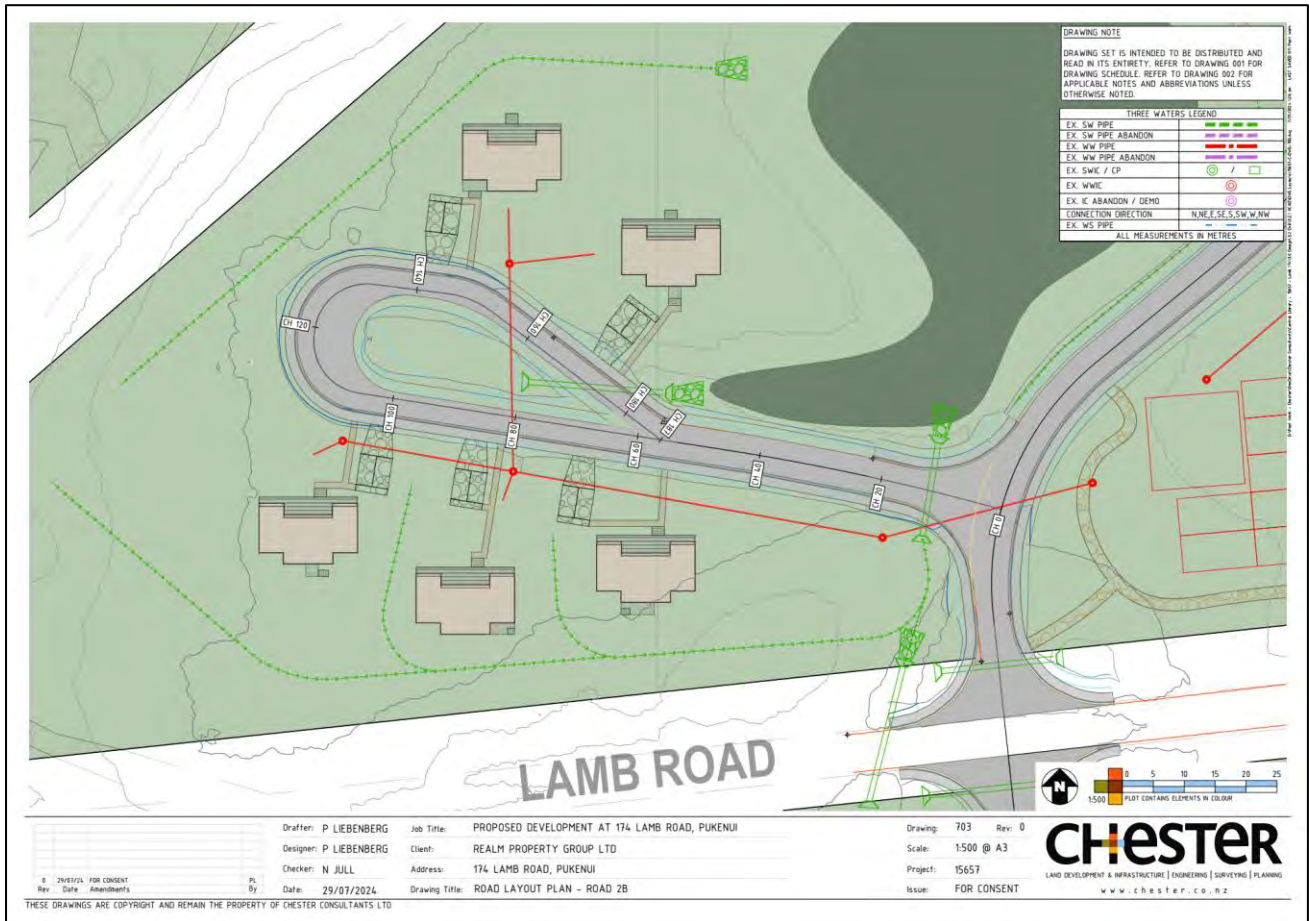 DRAWING NOTE
DRAWING SET IS INTENDED TO BE DISTRIBUTED AND
READ IN ITS ENTIRETY. REFER TO DRAWING 001 FOR
DRAWING SCHEDULE. REFER TO DRAWING 002 FOR
APPLICABLE NOTES AND ABBREVIATIONS UNLESS
OTHERWISE NOTED.
THREE WATERS LEGEND
EX. SW PIPE
EX. SW PIPE ABANDON
EX. WW PIPE
EX. WW PIPE ABANDON
EX. SWIC / CP /
EX. WWIC
EX. IC ABANDON / DEMO
CONNECTION DIRECTION N,NE,E,SE,S,SW,W,NW
EX. WS PIPE
ALL MEASUREMENTS IN METRES
CH 140
CH 120
CH 160
CH 180
CH 187
CH 100
CH 80
CH 60
CH 40
CH 20
CH 0
LAMB ROAD
N
1:500
0 5 10 15 20 25
PLOT CONTAINS ELEMENTS IN COLOUR
0 29/07/24 FOR CONSENT PL
Rev Date Amendments By
Drafter: P LIEBENBERG
Designer: P LIEBENBERG
Checker: N JULL
Date: 29/07/2024
Job Title: PROPOSED DEVELOPMENT AT 174 LAMB ROAD, PUKENUI
Client: REALM PROPERTY GROUP LTD
Address: 174 LAMB ROAD, PUKENUI
Drawing Title: ROAD LAYOUT PLAN - ROAD 2B
Drawing: 703 Rev: 0
Scale: 1:500 @ A3
Project: 15657
Issue: FOR CONSENT
CHESTER
LAND DEVELOPMENT & INFRASTRUCTURE | ENGINEERING | SURVEYING | PLANNING
www.chester.co.nz
THESE DRAWINGS ARE COPYRIGHT AND REMAIN THE PROPERTY OF CHESTER CONSULTANTS LTD